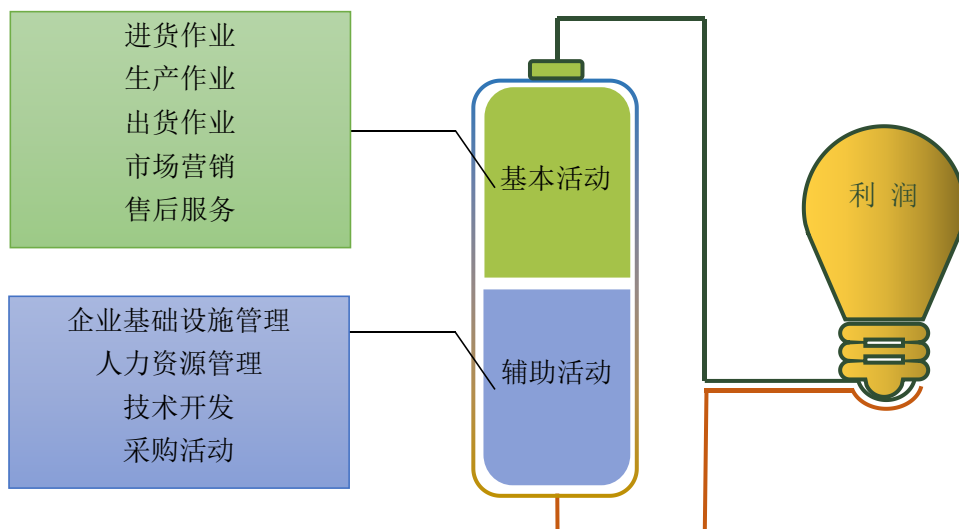 进货作业
生产作业
出货作业
市场营销
售后服务
基本活动
利 润
企业基础设施管理
人力资源管理
技术开发
采购活动
辅助活动